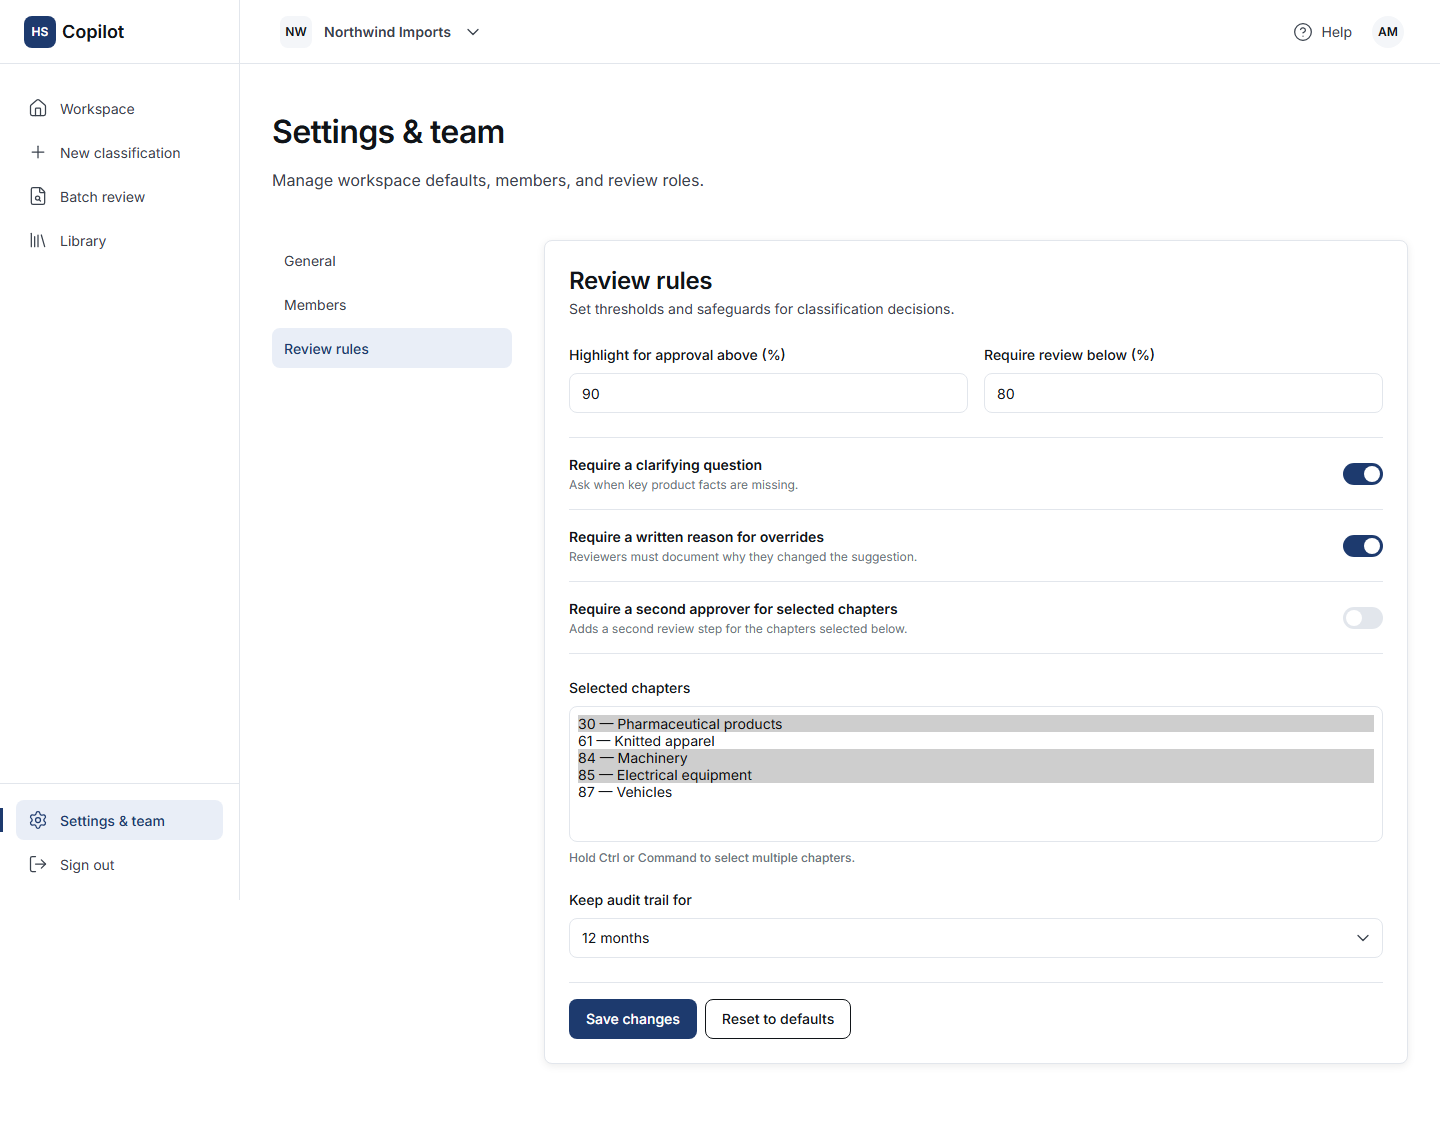 HS Copilot
NW Northwind Imports
Help
AM
Workspace
New classification
Batch review
Library
Settings & team
Sign out
Settings & team
Manage workspace defaults, members, and review roles.
General
Members
Review rules
Review rules
Set thresholds and safeguards for classification decisions.
Highlight for approval above (%)
90
Require review below (%)
80
Require a clarifying question
Ask when key product facts are missing.
Require a written reason for overrides
Reviewers must document why they changed the suggestion.
Require a second approver for selected chapters
Adds a second review step for the chapters selected below.
Selected chapters
30 — Pharmaceutical products
61 — Knitted apparel
84 — Machinery
85 — Electrical equipment
87 — Vehicles
Hold Ctrl or Command to select multiple chapters.
Keep audit trail for
12 months
Save changes
Reset to defaults